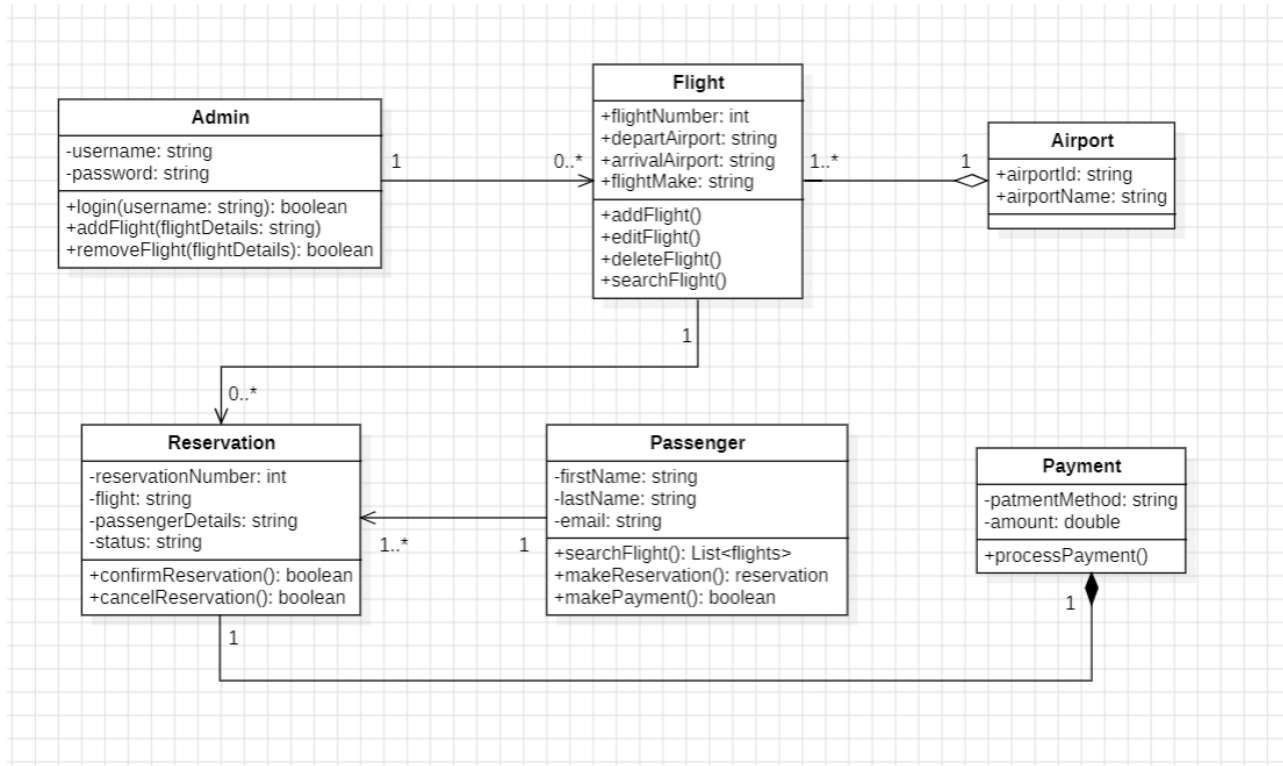 Flight
+flightNumber: int
+departAirport: string
+arrivalAirport: string
+flightMake: string
+addFlight()
+editFlight()
+deleteFlight()
+searchFlight()
Admin
-username: string
-password: string
+login(username: string): boolean
+addFlight(flightDetails: string)
+removeFlight(flightDetails): boolean
1
0..*
1..*
1
Airport
+airportId: string
+airportName: string
1
0..*
Reservation
-reservationNumber: int
-flight: string
-passengerDetails: string
-status: string
+confirmReservation(): boolean
+cancelReservation(): boolean
1..*
1
Passenger
-firstName: string
-lastName: string
-email: string
+searchFlight(): List<flights>
+makeReservation(): reservation
+makePayment(): boolean
Payment
-patmentMethod: string
-amount: double
+processPayment()
1
1